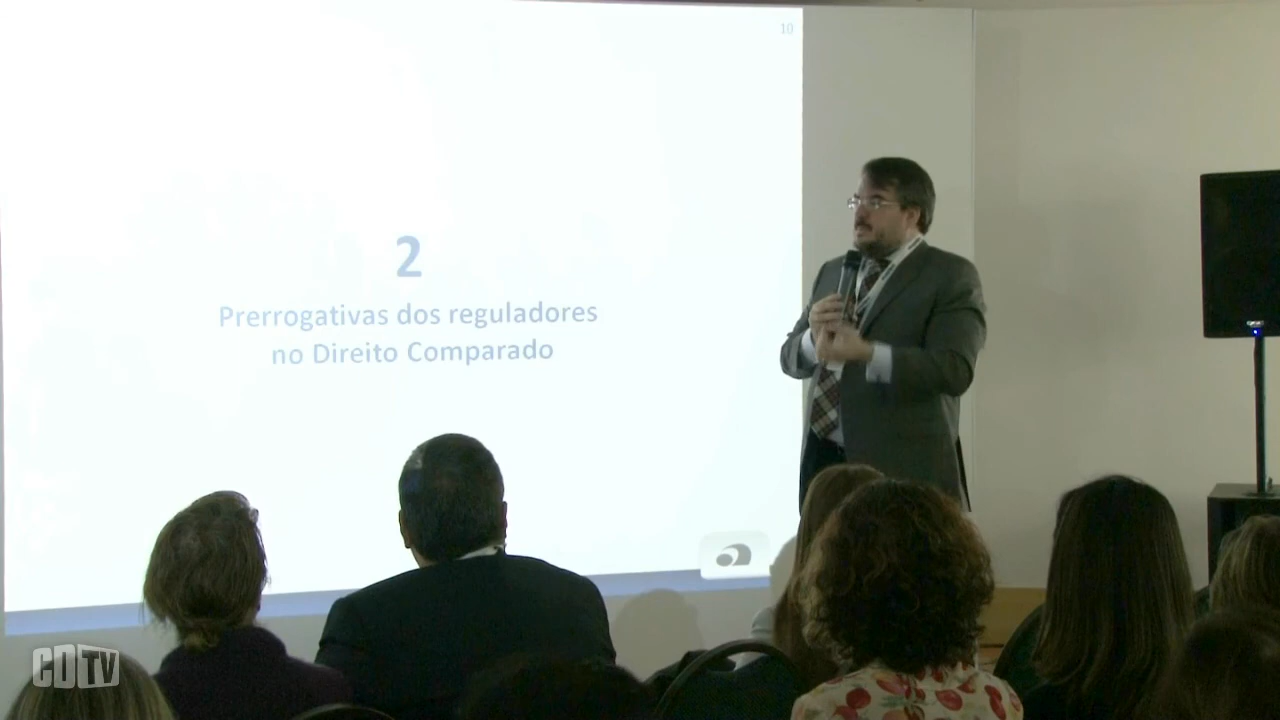 10
2
Prerrogativas dos reguladores
no Direito Comparado
CDTV